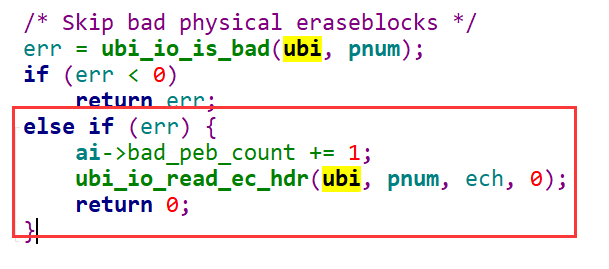 /* Skip bad physical eraseblocks */
err = ubi_io_is_bad(ubi, pnum);
if (err < 0)
    return err;
else if (err) {
    ai->bad_peb_count += 1;
    ubi_io_read_ec_hdr(ubi, pnum, ech, 0);
    return 0;
}